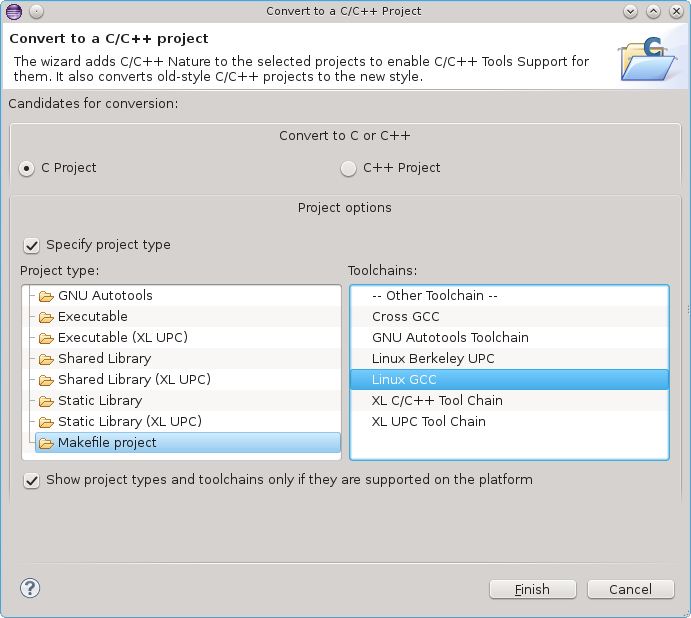 Convert to a C/C++ Project
Convert to a C/C++ project
The wizard adds C/C++ Nature to the selected projects to enable C/C++ Tools Support for
them. It also converts old-style C/C++ projects to the new style.
Candidates for conversion:
Convert to C or C++
C Project
C++ Project
Project options
Specify project type
Project type:
GNU Autotools
Executable
Executable (XL UPC)
Shared Library
Shared Library (XL UPC)
Static Library
Static Library (XL UPC)
Makefile project
Toolchains:
-- Other Toolchain --
Cross GCC
GNU Autotools Toolchain
Linux Berkeley UPC
Linux GCC
XL C/C++ Tool Chain
XL UPC Tool Chain
Show project types and toolchains only if they are supported on the platform
Finish
Cancel